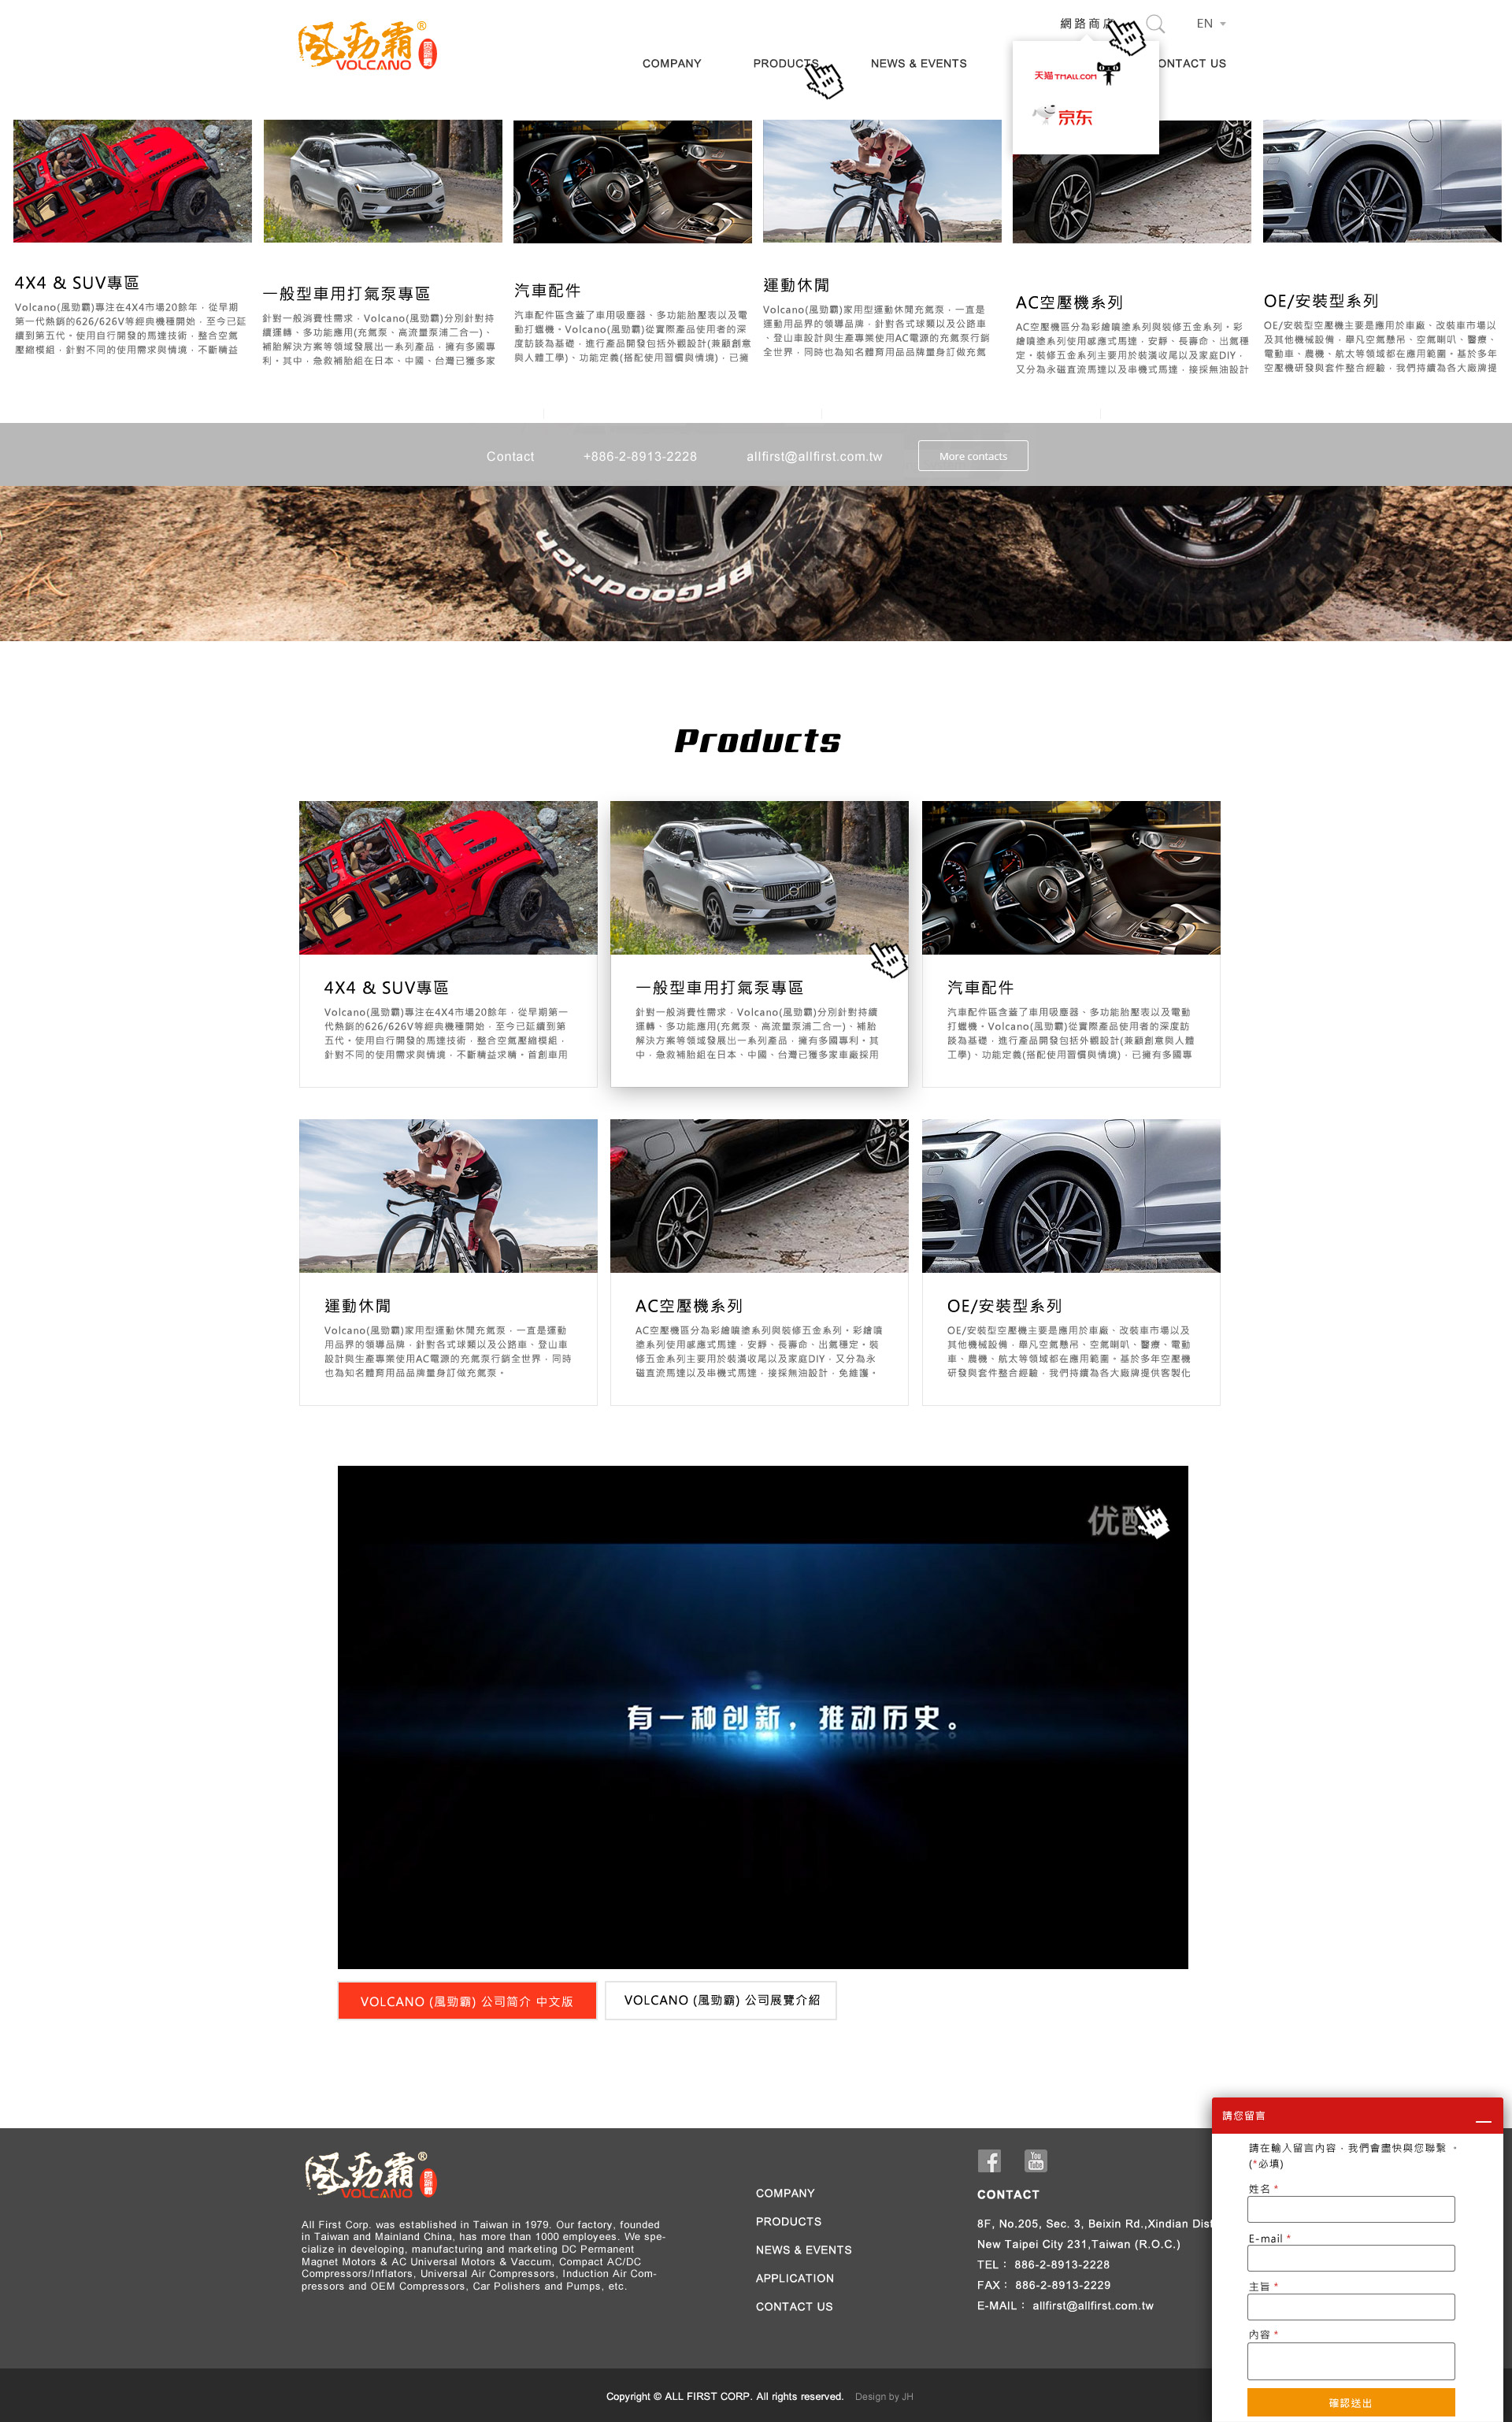 風勁霸®
VOLCANO
網路商店
EN
COMPANY
PRODUCTS
NEWS & EVENTS
ONTACT US
天猫TMALL.COM
京东
4X4 & SUV專區
Volcano(風勁霸)專注在4X4市場20餘年，從早期
第一代熱銷的626/626V等經典機種開始，至今己延
續到第五代。使用自行開發的馬達技術，整合空氣
壓縮模組，針對不同的使用需求與情境，不斷精益
一般型車用打氣泵專區
針對一般消費性需求，Volcano(風勁霸)分別針對持
續運轉、多功能應用(充氣泵、高流量泵浦二合一)、
補胎解決方案等領域發展出一系列產品，擁有多國專
利。其中，急救補胎組在日本、中國、台灣已獲多家
汽車配件
汽車配件區含蓋了車用吸塵器、多功能胎壓表以及電
動打蠟機。Volcano(風勁霸)從實際產品使用者的深
度訪談為基礎，進行產品開發包括外觀設計(兼顧創意
與人體工學)、功能定義(搭配使用習慣與情境)，已擁
運動休閒
Volcano(風勁霸)家用型運動休閒充氣泵，一直是
運動用品界的領導品牌，針對各式球類以及公路車
、登山車設計與生產專業使用AC電源的充氣泵行銷
全世界，同時也為知名體育用品品牌量身訂做充氣
AC空壓機系列
AC空壓機區分為彩繪噴塗系列與裝修五金系列。彩
繪噴塗系列使用感應式馬達，安靜、長壽命、出氣穩
定。裝修五金系列主要用於裝潢收尾以及家庭DIY，
又分為永磁直流馬達以及串機式馬達，接採無油設計
OE/安裝型系列
OE/安裝型空壓機主要是應用於車廠、改裝車市場以
及其他機械設備，舉凡空氣懸吊、空氣喇叭、醫療、
電動車、農機、航太等領域都在應用範圍。基於多年
空壓機研發與套件整合經驗，我們持續為各大廠牌提
Contact
+886-2-8913-2228
allfirst@allfirst.com.tw
More contacts
BFGoodrich
Products
RUBICON
4X4 & SUV專區
Volcano(風勁霸)專注在4X4市場20餘年，從早期第一
代熱銷的626/626V等經典機種開始，至今己延續到第
五代。使用自行開發的馬達技術，整合空氣壓縮模組，
針對不同的使用需求與情境，不斷精益求精。首創車用
一般型車用打氣泵專區
針對一般消費性需求，Volcano(風勁霸)分別針對持續
運轉、多功能應用(充氣泵、高流量泵浦二合一)、補胎
解決方案等領域發展出一系列產品，擁有多國專利。其
中，急救補胎組在日本、中國、台灣已獲多家車廠採用
汽車配件
汽車配件區含蓋了車用吸塵器、多功能胎壓表以及電動
打蠟機。Volcano(風勁霸)從實際產品使用者的深度訪
談為基礎，進行產品開發包括外觀設計(兼顧創意與人體
工學)、功能定義(搭配使用習慣與情境)，已擁有多國專
運動休閒
Volcano(風勁霸)家用型運動休閒充氣泵，一直是運動
用品界的領導品牌，針對各式球類以及公路車、登山車
設計與生產專業使用AC電源的充氣泵行銷全世界，同時
也為知名體育用品品牌量身訂做充氣泵。
AC空壓機系列
AC空壓機區分為彩繪噴塗系列與裝修五金系列。彩繪噴
塗系列使用感應式馬達，安靜、長壽命、出氣穩定。裝
修五金系列主要用於裝潢收尾以及家庭DIY，又分為永
磁直流馬達以及串機式馬達，接採無油設計，免維護。
OE/安裝型系列
OE/安裝型空壓機主要是應用於車廠、改裝車市場以及
其他機械設備，舉凡空氣懸吊、空氣喇叭、醫療、電動
車、農機、航太等領域都在應用範圍。基於多年空壓機
研發與套件整合經驗，我們持續為各大廠牌提供客製化
优酷
有一种创新，推动历史。
VOLCANO (風勁霸) 公司簡介 中文版
VOLCANO (風勁霸) 公司展覽介紹
風勁霸®
VOLCANO
All First Corp. was established in Taiwan in 1979. Our factory, founded
in Taiwan and Mainland China, has more than 1000 employees. We spe-
cialize in developing, manufacturing and marketing DC Permanent
Magnet Motors & AC Universal Motors & Vaccum, Compact AC/DC
Compressors/Inflators, Universal Air Compressors, Induction Air Com-
pressors and OEM Compressors, Car Polishers and Pumps, etc.
COMPANY
PRODUCTS
NEWS & EVENTS
APPLICATION
CONTACT US
You Tube
CONTACT
8F, No.205, Sec. 3, Beixin Rd.,Xindian Dist
New Taipei City 231,Taiwan (R.O.C.)
TEL： 886-2-8913-2228
FAX： 886-2-8913-2229
E-MAIL： allfirst@allfirst.com.tw
請您留言
請在輸入留言內容，我們會盡快與您聯繫 。
(*必填)
姓名 *
E-mail *
主旨 *
內容 *
確認送出
Copyright © ALL FIRST CORP. All rights reserved.
Design by JH